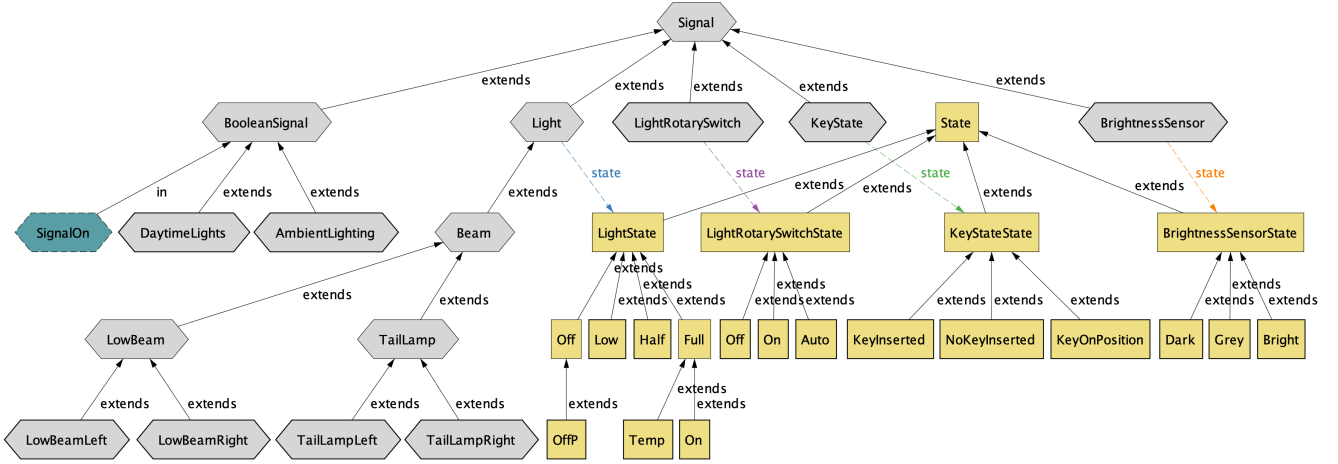 Signal
extends
extends
extends
extends
extends
BooleanSignal
Light
LightRotarySwitch
KeyState
State
BrightnessSensor
in
extends
extends
extends
state
state
state
extends
extends
extends
extends
state
SignalOn
DaytimeLights
AmbientLighting
Beam
LightState
LightRotarySwitchState
KeyStateState
BrightnessSensorState
extends
extends
extends
extends
extends
extends
extends
extends
extends
extends
extends
extends
extends
extends
LowBeam
TailLamp
Off
Low
Half
Full
Off
On
Auto
KeyInserted
NoKeyInserted
KeyOnPosition
Dark
Grey
Bright
extends
extends
extends
extends
extends
extends
extends
LowBeamLeft
LowBeamRight
TailLampLeft
TailLampRight
OffP
Temp
On